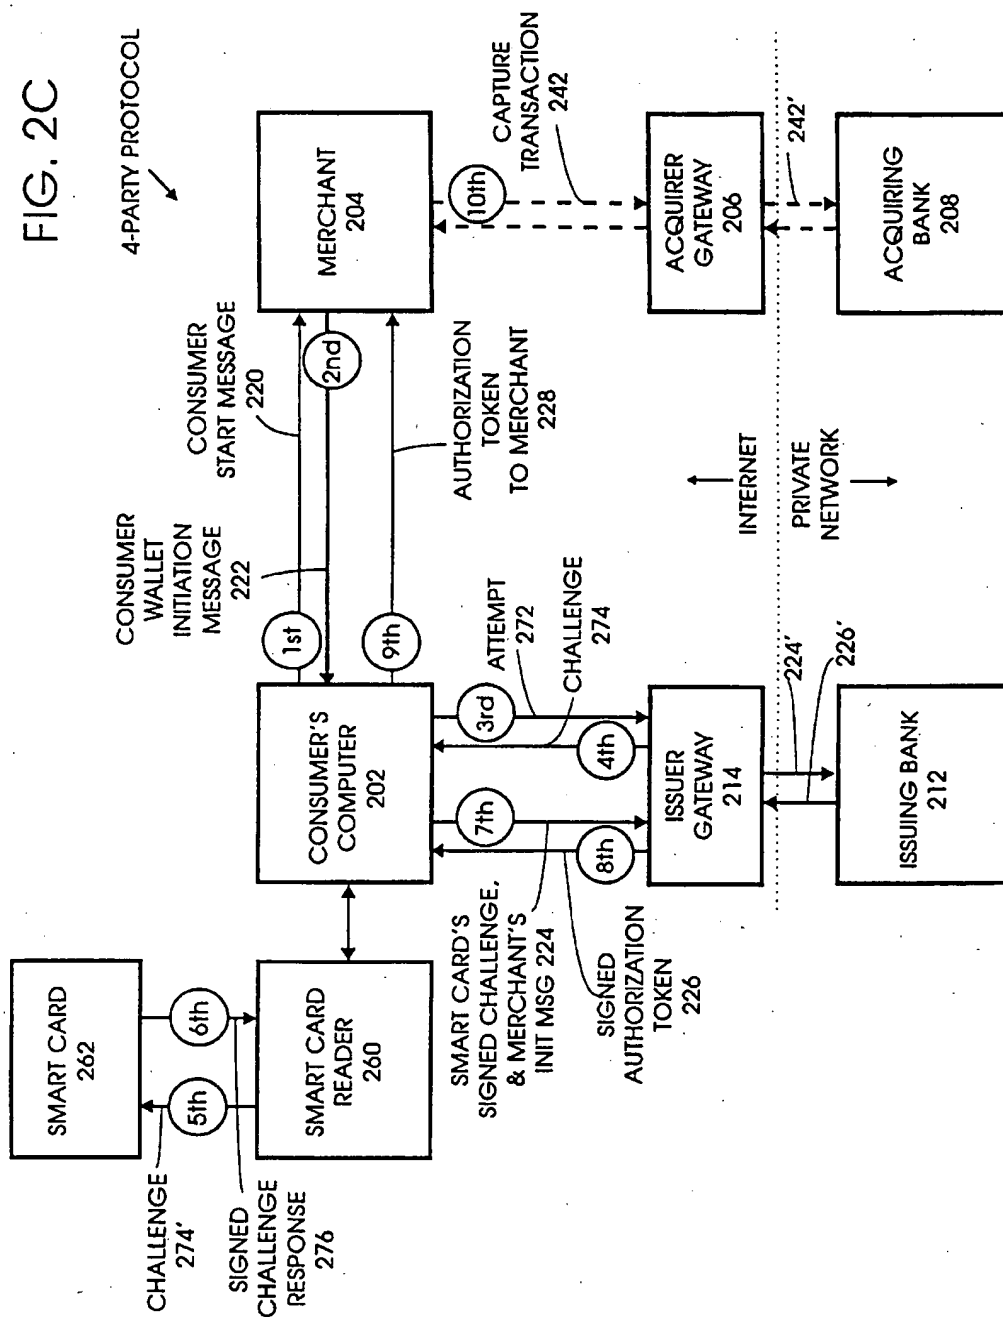 FIG. 2C
4-PARTY PROTOCOL
SMART CARD
262
CHALLENGE
274'
5th
6th
SIGNED
CHALLENGE
RESPONSE
276
SMART CARD
READER
260
CONSUMER'S
COMPUTER
202
CONSUMER
WALLET
INITIATION
MESSAGE
222
CONSUMER
START MESSAGE
220
1st
2nd
9th
AUTHORIZATION
TOKEN
TO MERCHANT
228
MERCHANT
204
SMART CARD'S
SIGNED CHALLENGE,
& MERCHANT'S
INIT MSG 224
7th
8th
SIGNED
AUTHORIZATION
TOKEN
226
3rd
4th
ATTEMPT
272
CHALLENGE
274
10th
CAPTURE
TRANSACTION
242
ISSUER
GATEWAY
214
ACQUIRER
GATEWAY
206
INTERNET
PRIVATE
NETWORK
224'
226'
242'
ISSUING BANK
212
ACQUIRING
BANK
208